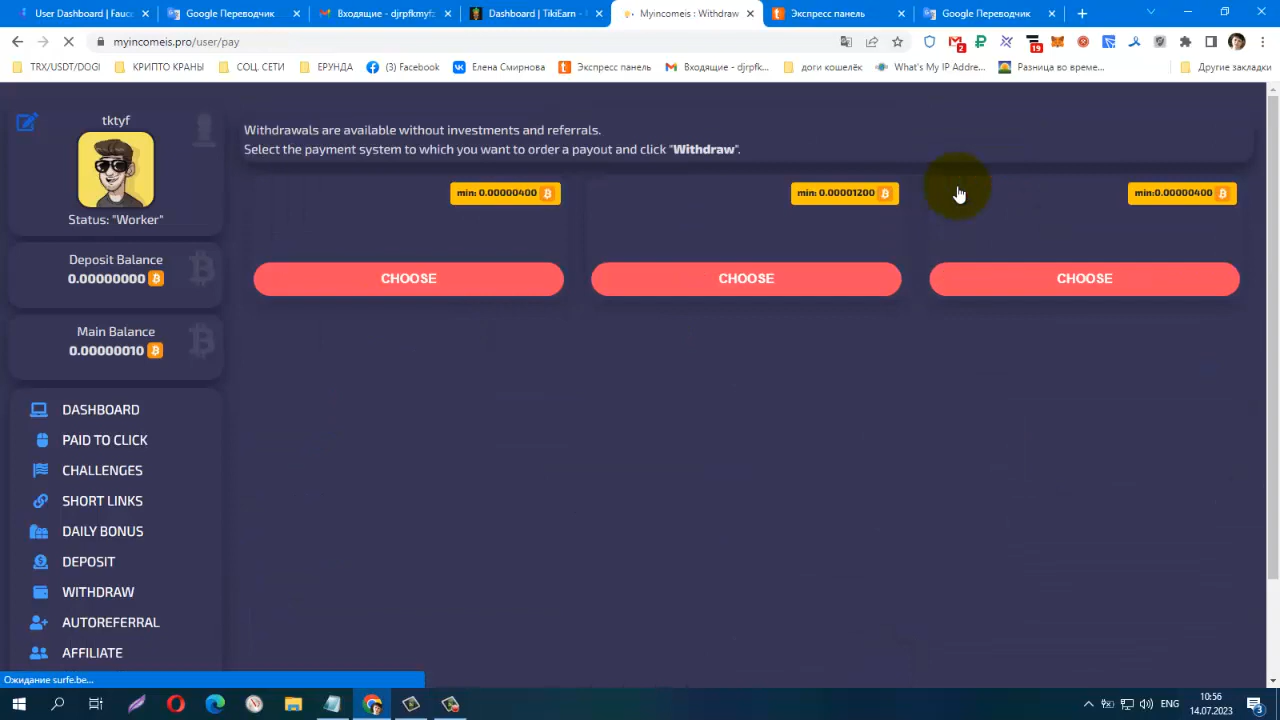 User Dashboard | Fauce
Google Переводчик
Входящие - djrpfkmyfz
Dashboard | TikiEarn - I
Myincomeis : Withdraw
Экспресс панель
Google Переводчик
myincomeis.pro/user/pay
2
19
TRX/USDT/DOGI
КРИПТО КРАНЫ
СОЦ. СЕТИ
ЕРУНДА
(3) Facebook
Елена Смирнова
Экспресс панель
Входящие - djrpfk...
доги кошелёк
What's My IP Addre...
Разница во време...
Другие закладки
tktyf
Status: "Worker"
Deposit Balance
0.00000000
Main Balance
0.00000010
DASHBOARD
PAID TO CLICK
CHALLENGES
SHORT LINKS
DAILY BONUS
DEPOSIT
WITHDRAW
AUTOREFERRAL
AFFILIATE
Withdrawals are available without investments and referrals.
Select the payment system to which you want to order a payout and click "Withdraw".
min: 0.00000400
CHOOSE
min: 0.00001200
CHOOSE
min:0.00000400
CHOOSE
Ожидание surfe.be...
ENG
10:56
14.07.2023
3